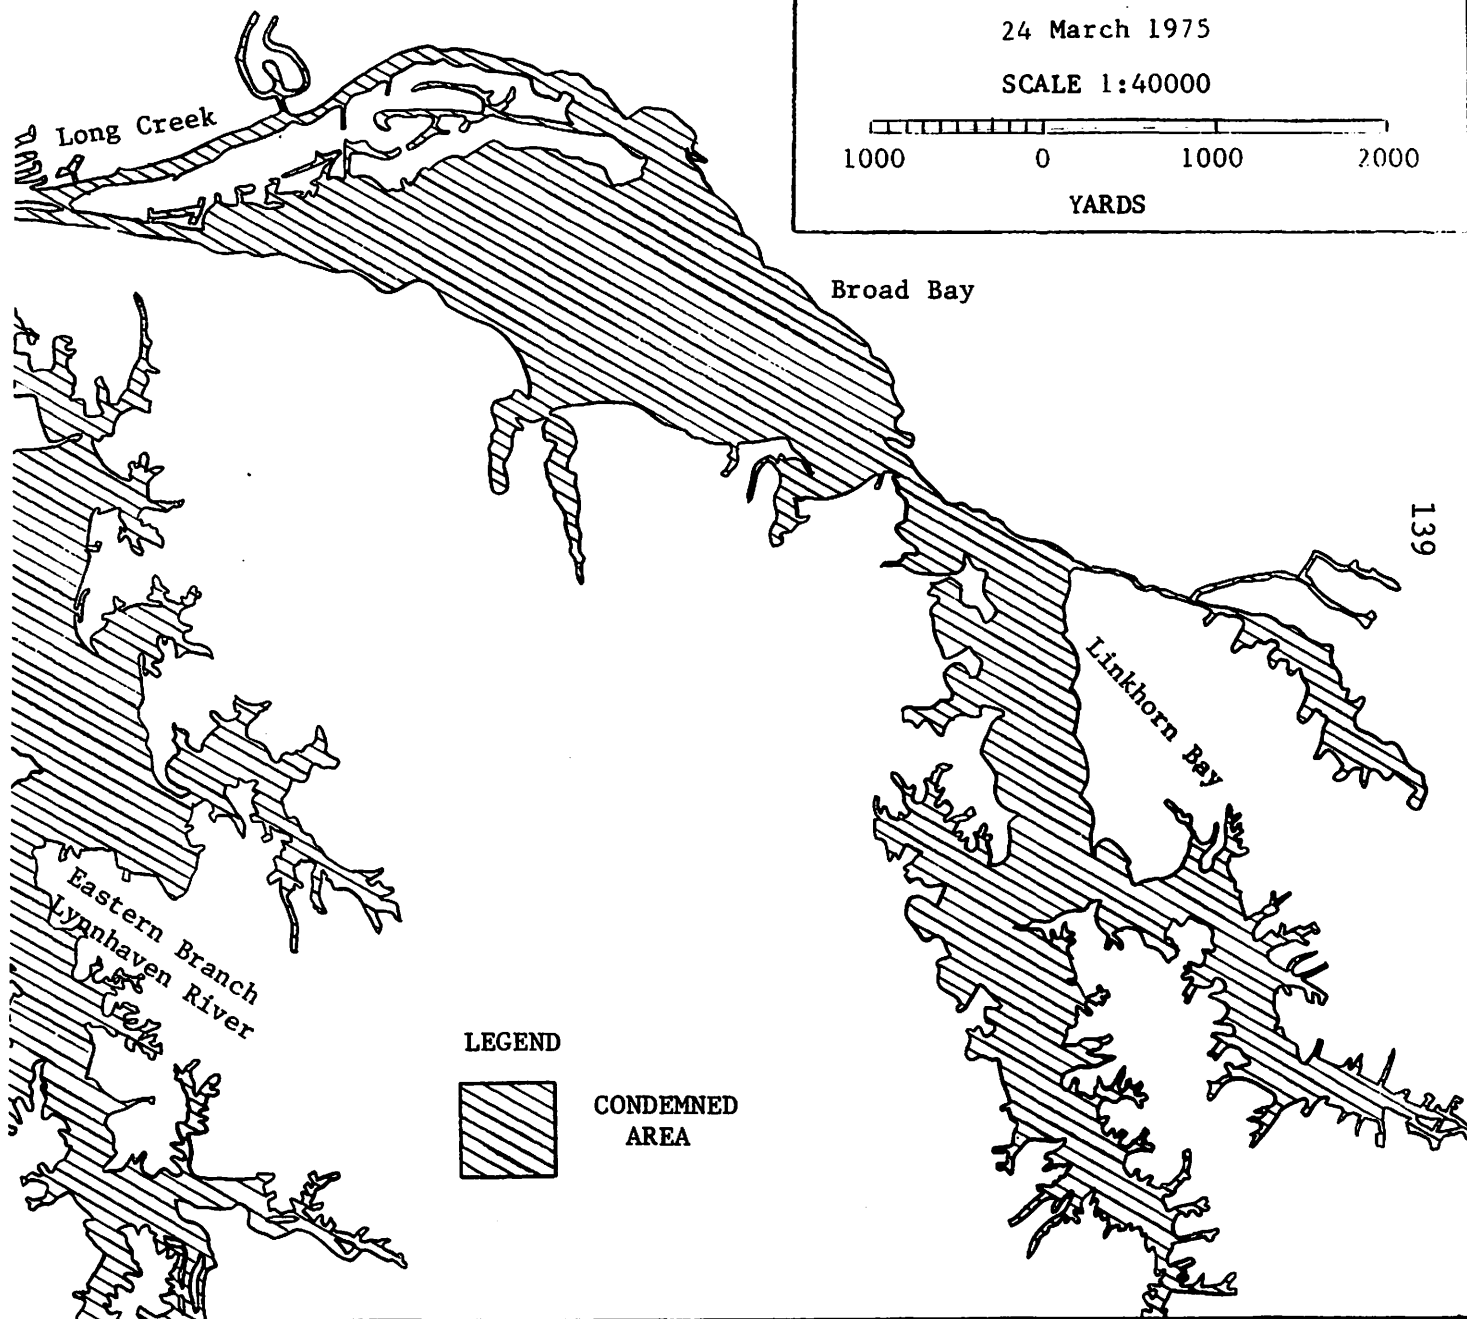 24 March 1975
SCALE 1:40000
1000 0 1000 2000
YARDS
Long Creek
Broad Bay
139
Linkhorn Bay
Eastern Branch
Lynnhaven River
LEGEND
CONDEMNED
AREA